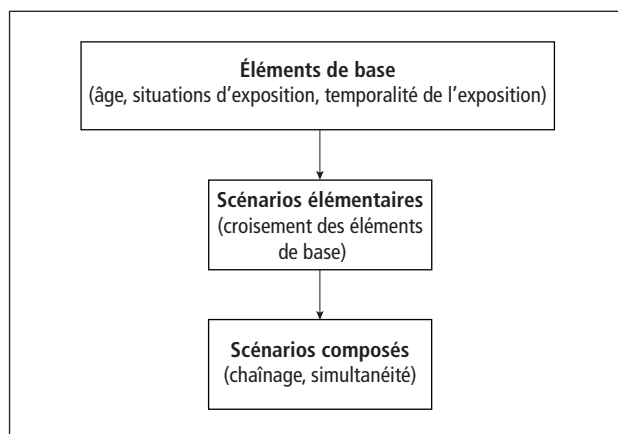 Éléments de base
(âge, situations d'exposition, temporalité de l'exposition)
Scénarios élémentaires
(croisement des éléments
de base)
Scénarios composés
(chaînage, simultanéité)